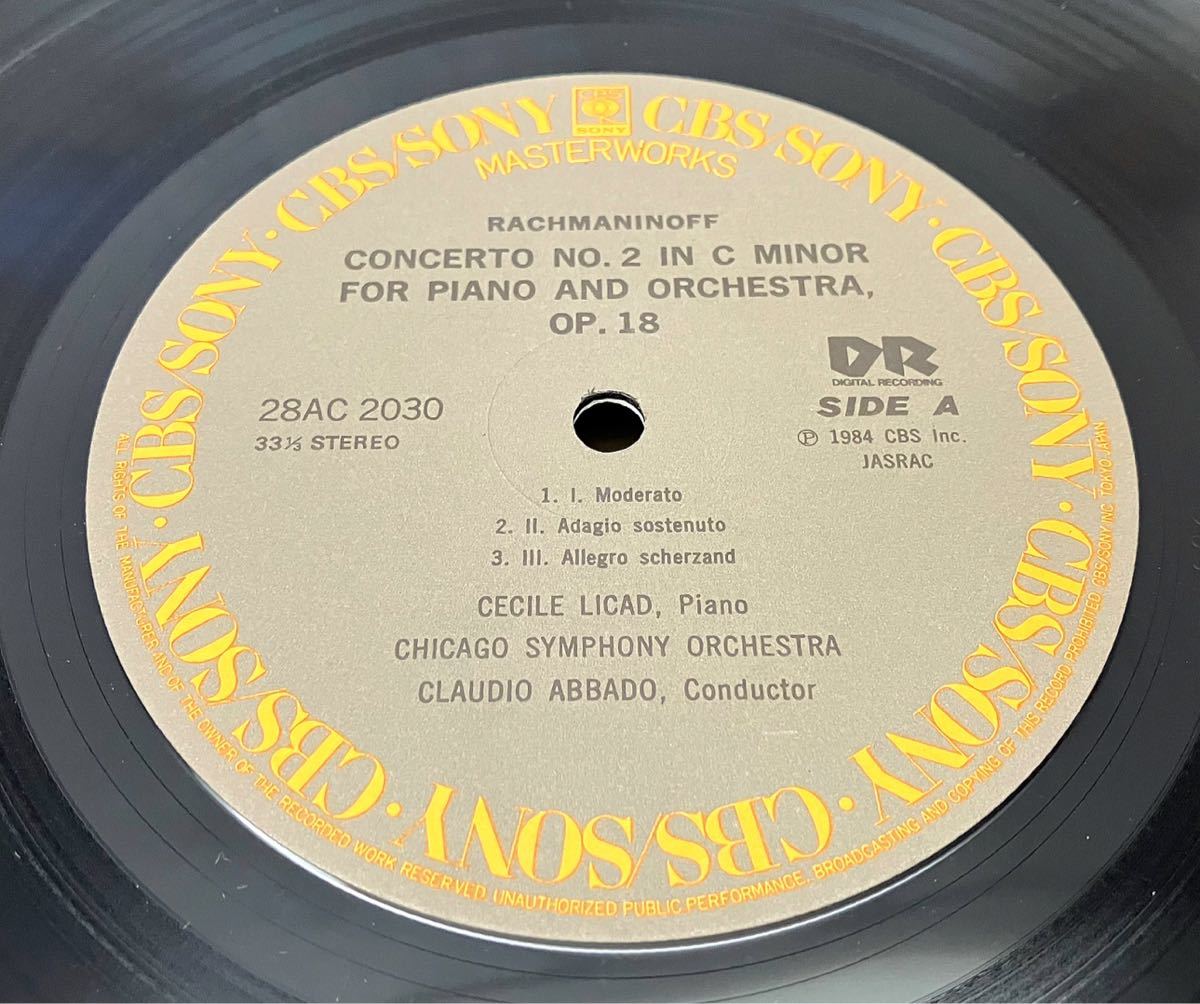 CBS/SONY CBS SONY CBS/SONY · CBS/SONY · CBS/SONY · CBS/SONY · CBS/SONY · CBS/SONY · CBS/SONY · CBS/SONY · CBS/SONY ·
MASTERWORKS
RACHMANINOFF
CONCERTO NO. 2 IN C MINOR
FOR PIANO AND ORCHESTRA,
OP. 18
DR
DIGITAL RECORDING
28AC 2030
SIDE A
33⅓ STEREO
℗ 1984 CBS Inc.
JASRAC
1. I. Moderato
2. II. Adagio sostenuto
3. III. Allegro scherzand
CECILE LICAD, Piano
CHICAGO SYMPHONY ORCHESTRA
CLAUDIO ABBADO, Conductor
ALL RIGHTS OF THE MANUFACTURER AND OF THE OWNER OF THE RECORDED WORK RESERVED. UNAUTHORIZED PUBLIC PERFORMANCE, BROADCASTING AND COPYING OF THIS RECORD PROHIBITED CBS/SONY INC. TOKYO JAPAN